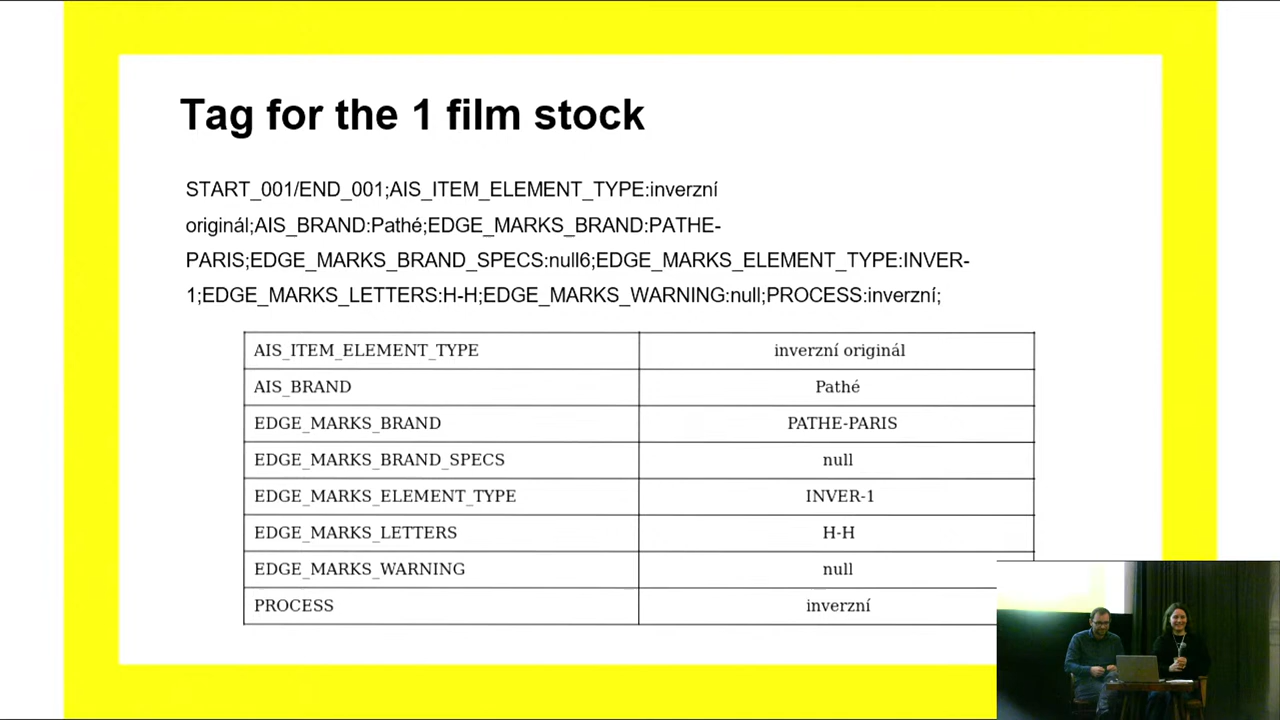 Tag for the 1 film stock
START_001/END_001;AIS_ITEM_ELEMENT_TYPE:inverzní
originál;AIS_BRAND:Pathé;EDGE_MARKS_BRAND:PATHE-
PARIS;EDGE_MARKS_BRAND_SPECS:null6;EDGE_MARKS_ELEMENT_TYPE:INVER-
1;EDGE_MARKS_LETTERS:H-H;EDGE_MARKS_WARNING:null;PROCESS:inverzní;
AIS_ITEM_ELEMENT_TYPE inverzní originál
AIS_BRAND Pathé
EDGE_MARKS_BRAND PATHE-PARIS
EDGE_MARKS_BRAND_SPECS null
EDGE_MARKS_ELEMENT_TYPE INVER-1
EDGE_MARKS_LETTERS H-H
EDGE_MARKS_WARNING null
PROCESS inverzní